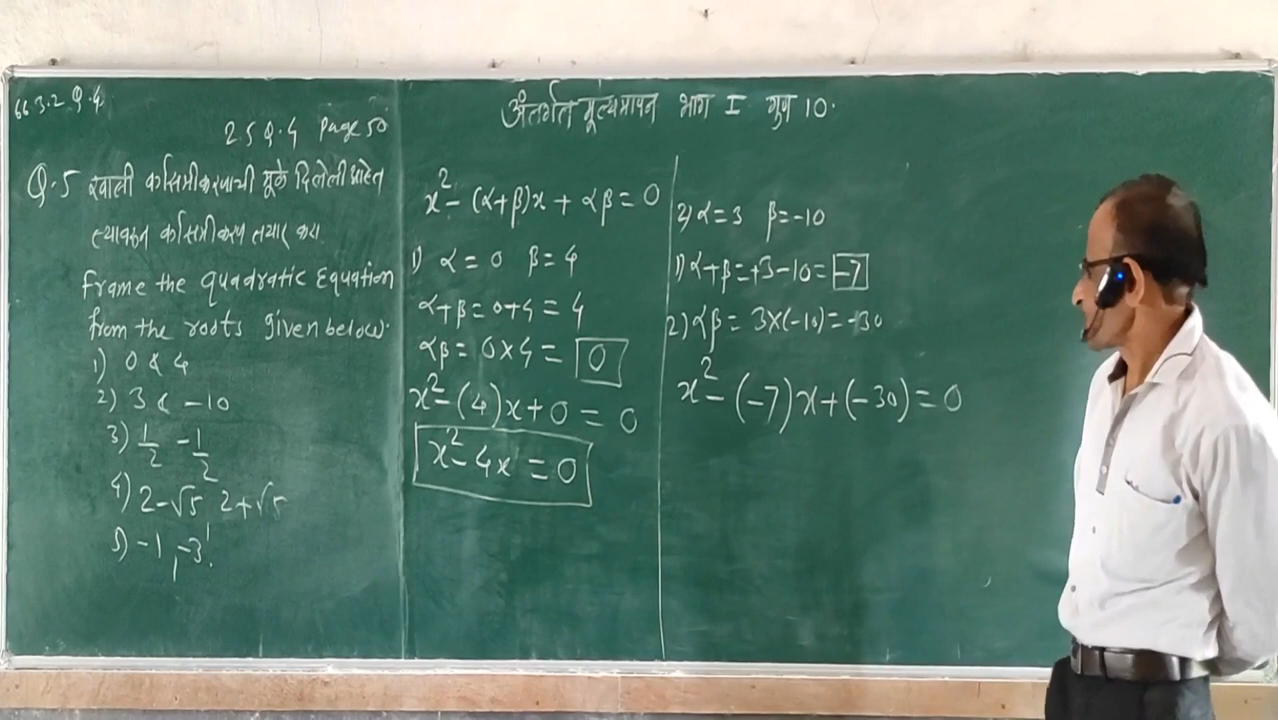 66 3.2 Q.4.
2.5 Q.4 Page 50
Q.5 खाली वर्गसमीकरणाची मूळे दिलेली आहेत
त्यावरून वर्गसमीकरण तयार करा.
Frame the quadratic Equation
from the roots given below.
1) 0 & 4
2) 3 & -10
3) 1/2 -1/2
4) 2-√5 2+√5
5) -1, -3
अंतर्गत मूल्यमापन भाग I गुण 10.
x² - (α+β)x + αβ = 0
1) α = 0 β = 4
α+β = 0+4 = 4
αβ = 0×4 = 0
x² - (4)x + 0 = 0
x² - 4x = 0
2) α = 3 β = -10
1) α+β = +3-10 = -7
2) αβ = 3×(-10) = -30
x² - (-7)x + (-30) = 0